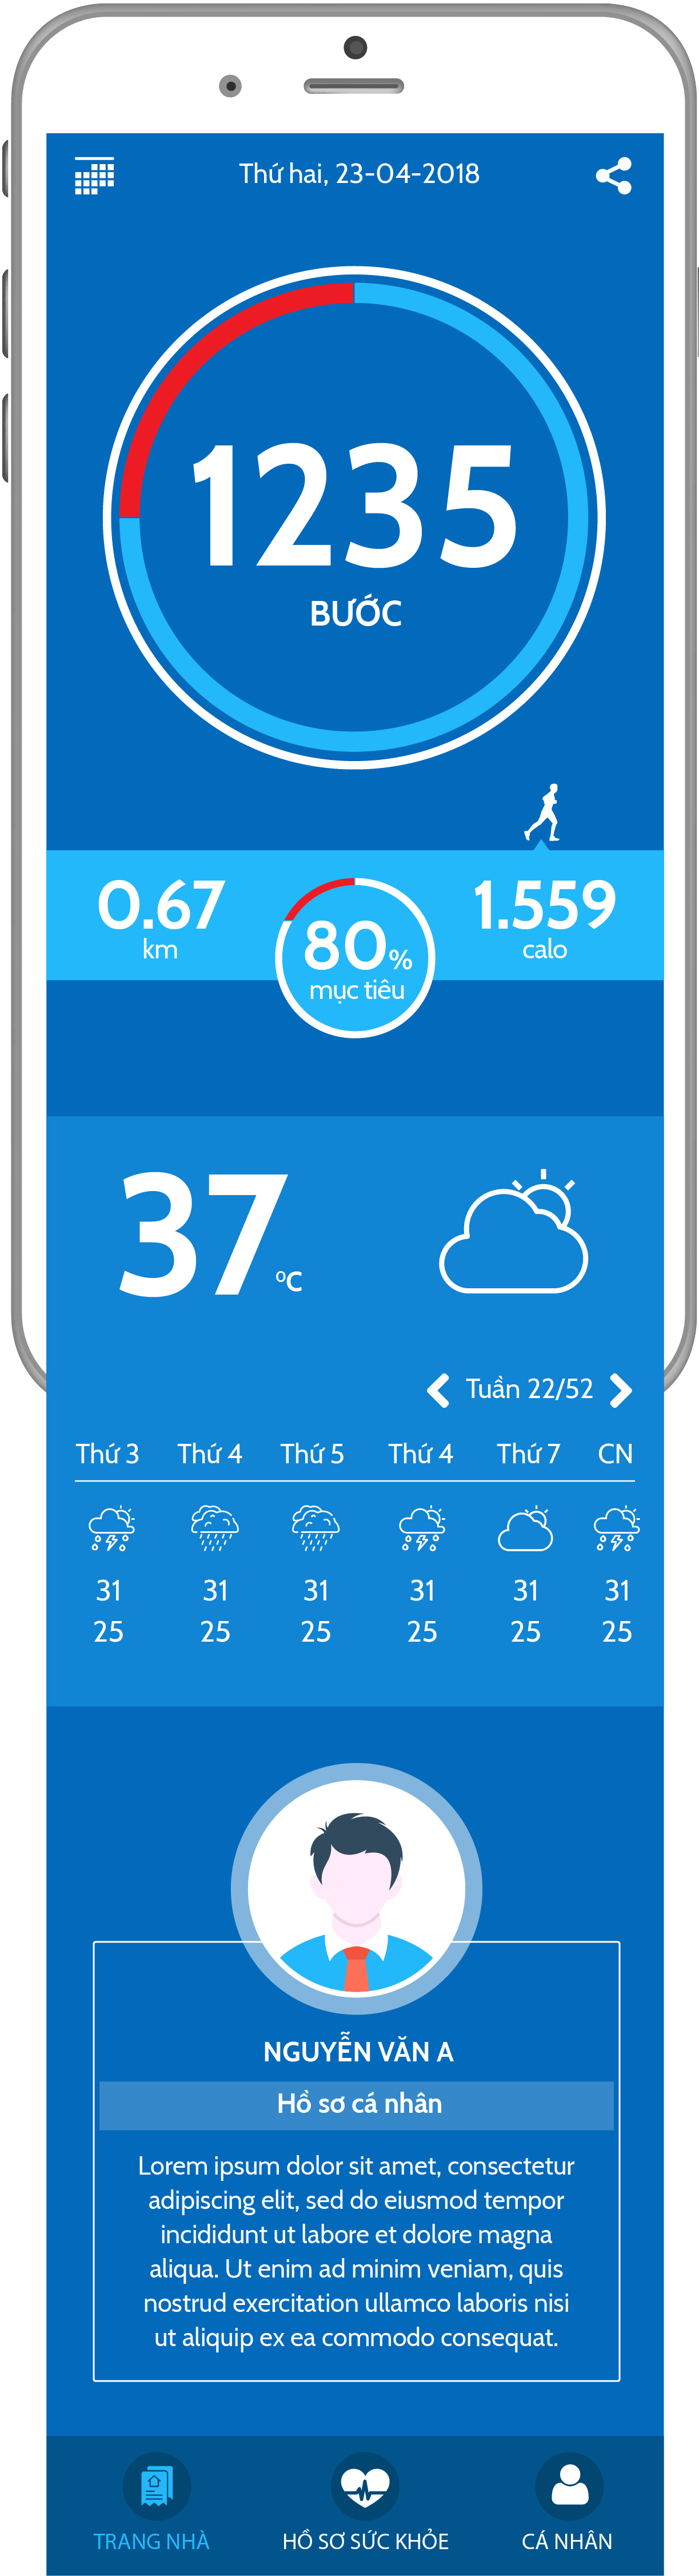 Thứ hai, 23-04-2018
1235
BƯỚC
0.67
km
80%
mục tiêu
1.559
calo
37
ºC
Tuần 22/52
Thứ 3 Thứ 4 Thứ 5 Thứ 4 Thứ 7 CN
31 31 31 31 31 31
25 25 25 25 25 25
NGUYỄN VĂN A
Hồ sơ cá nhân
Lorem ipsum dolor sit amet, consectetur
adipiscing elit, sed do eiusmod tempor
incididunt ut labore et dolore magna
aliqua. Ut enim ad minim veniam, quis
nostrud exercitation ullamco laboris nisi
ut aliquip ex ea commodo consequat.
TRANG NHÀ HỒ SƠ SỨC KHỎE CÁ NHÂN